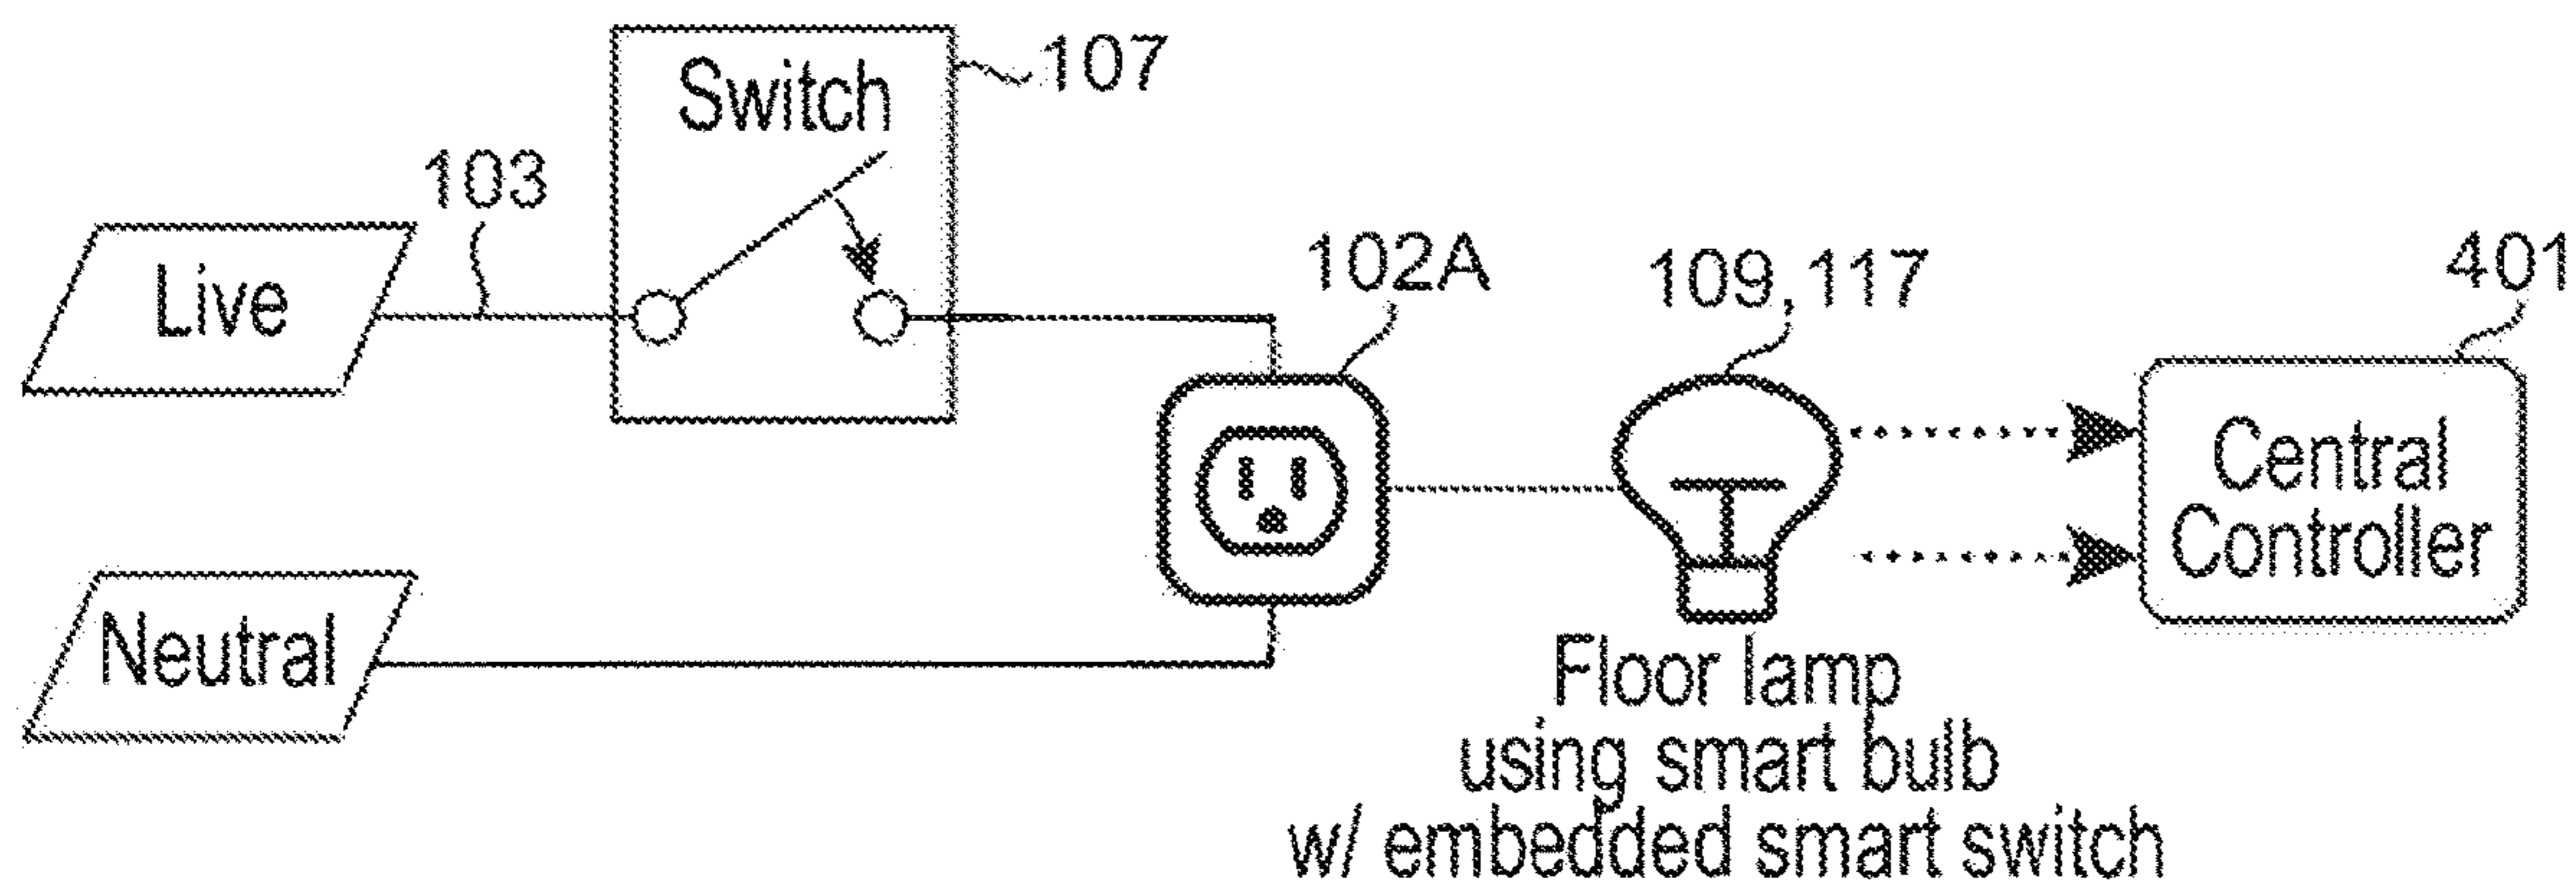 Switch
107
103
Live
102A
109,117
401
Central
Controller
Neutral
Floor lamp
using smart bulb
w/ embedded smart switch